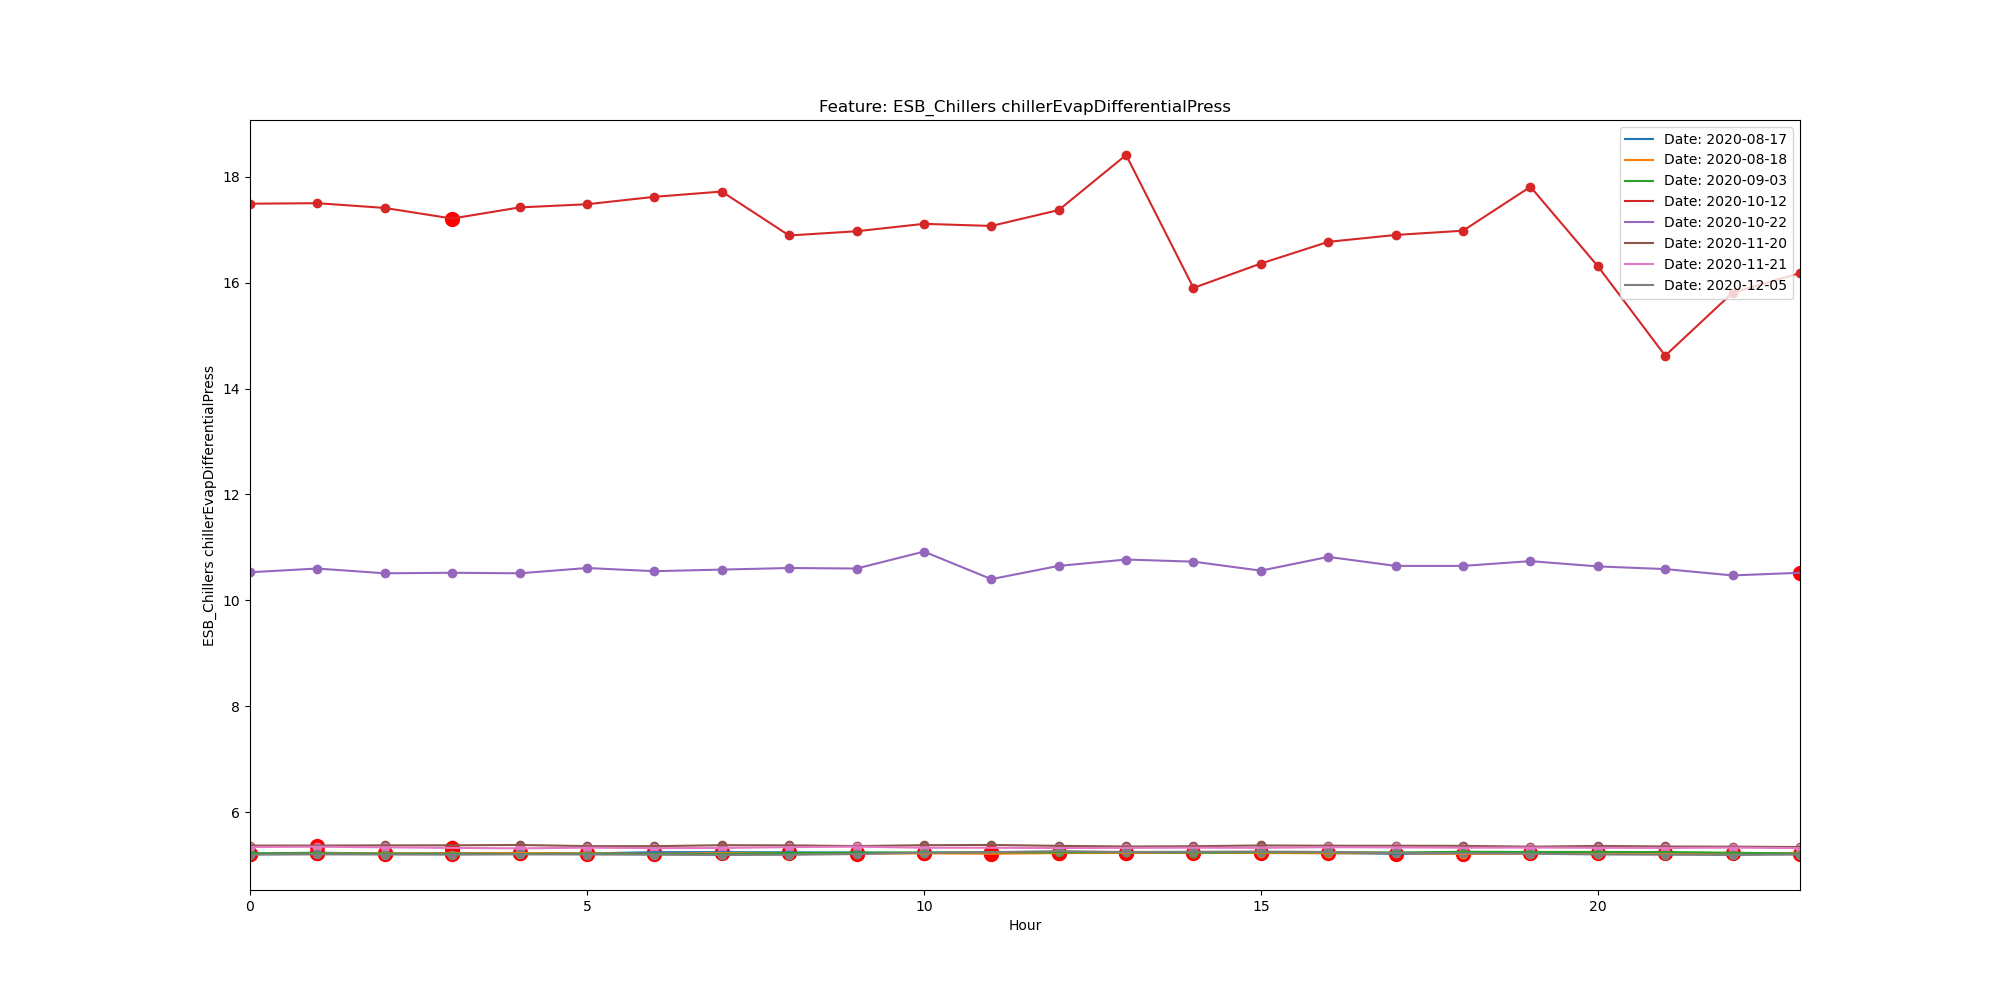 Feature: ESB_Chillers chillerEvapDifferentialPress
Date: 2020-08-17
Date: 2020-08-18
Date: 2020-09-03
Date: 2020-10-12
Date: 2020-10-22
Date: 2020-11-20
Date: 2020-11-21
Date: 2020-12-05
ESB_Chillers chillerEvapDifferentialPress
18
16
14
12
10
8
6
0
5
10
15
20
Hour